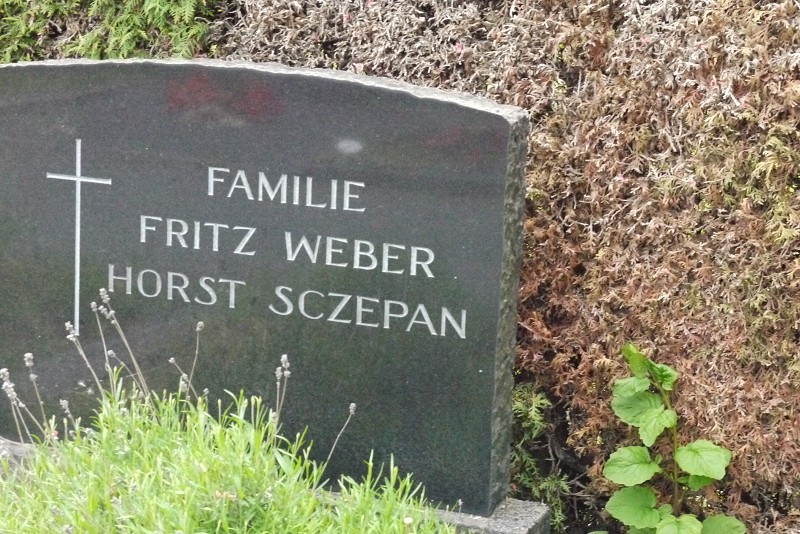 FAMILIE
FRITZ WEBER
HORST SCZEPAN